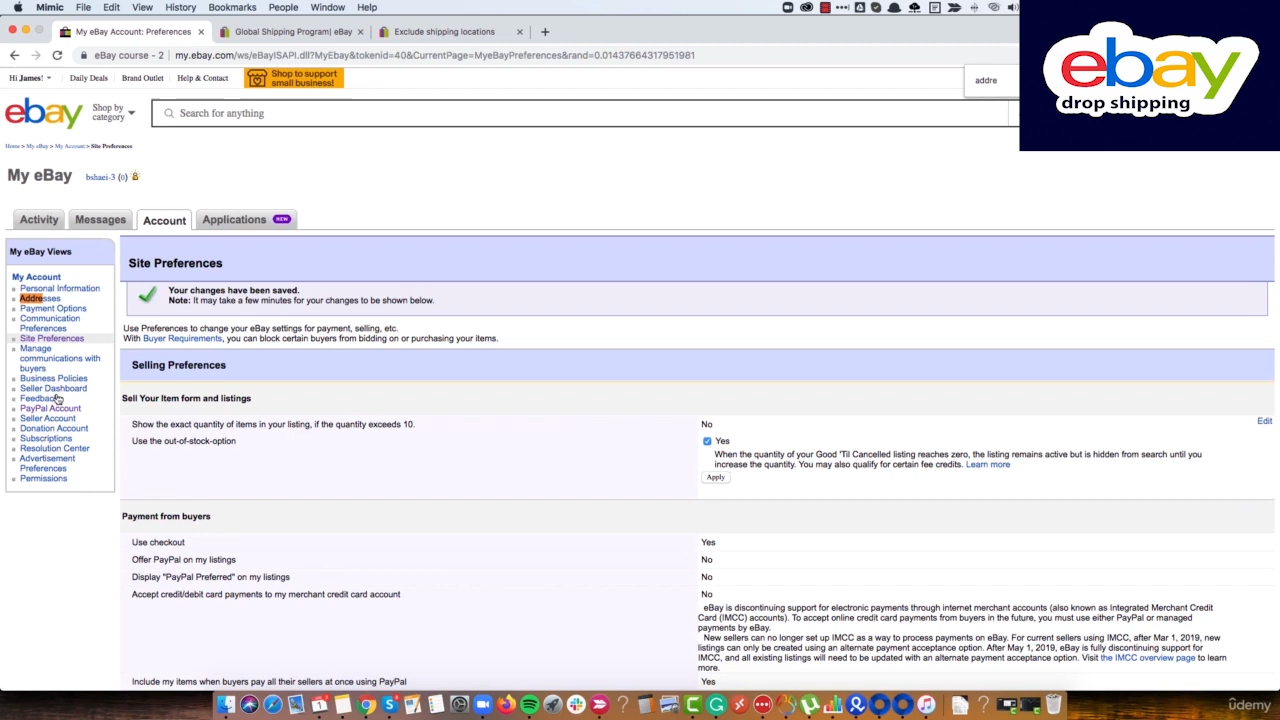 Mimic File Edit View History Bookmarks People Window Help
My eBay Account: Preferences × Global Shipping Program| eBay × Exclude shipping locations × +
eBay course - 2 my.ebay.com/ws/eBayISAPI.dll?MyEbay&tokenid=40&CurrentPage=MyeBayPreferences&rand=0.01437664317951981
addre
ebay
drop shipping
Hi James! Daily Deals Brand Outlet Help & Contact Shop to support
small business!
ebay Shop by
category Search for anything
Home > My eBay > My Account > Site Preferences
My eBay bshaei-3 (0)
Activity Messages Account Applications NEW
My eBay Views
My Account
Personal Information
Addresses
Payment Options
Communication
Preferences
Site Preferences
Manage
communications with
buyers
Business Policies
Seller Dashboard
Feedback
PayPal Account
Seller Account
Donation Account
Subscriptions
Resolution Center
Advertisement
Preferences
Permissions
Site Preferences
Your changes have been saved.
Note: It may take a few minutes for your changes to be shown below.
Use Preferences to change your eBay settings for payment, selling, etc.
With Buyer Requirements, you can block certain buyers from bidding on or purchasing your items.
Selling Preferences
Sell Your Item form and listings
Show the exact quantity of items in your listing, if the quantity exceeds 10. No Edit
Use the out-of-stock-option Yes
When the quantity of your Good 'Til Cancelled listing reaches zero, the listing remains active but is hidden from search until you
increase the quantity. You may also qualify for certain fee credits. Learn more
Apply
Payment from buyers
Use checkout Yes
Offer PayPal on my listings No
Display "PayPal Preferred" on my listings No
Accept credit/debit card payments to my merchant credit card account No
eBay is discontinuing support for electronic payments through internet merchant accounts (also known as Integrated Merchant Credit
Card (IMCC) accounts). To accept online credit card payments from buyers in the future, you must use either PayPal or managed
payments by eBay.
New sellers can no longer set up IMCC as a way to process payments on eBay. For current sellers using IMCC, after Mar 1, 2019, new
listings can only be created using an alternate payment acceptance option. After May 1, 2019, eBay is fully discontinuing support for
IMCC, and all existing listings will need to be updated with an alternate payment acceptance option. Visit the IMCC overview page to learn
more.
Include my items when buyers pay all their sellers at once using PayPal Yes
ûdemy